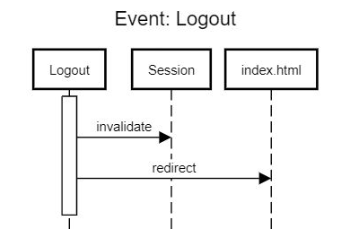 Event: Logout
Logout
Session
index.html
invalidate
redirect